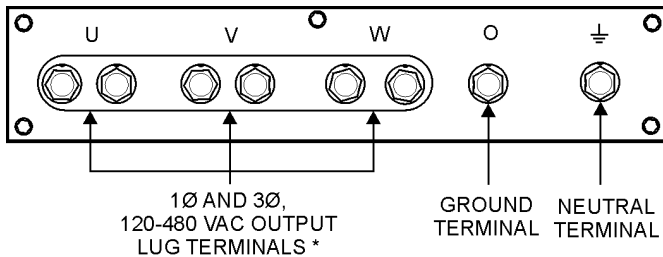 U V W O ⏚
1Ø AND 3Ø,
120-480 VAC OUTPUT
LUG TERMINALS *
GROUND
TERMINAL
NEUTRAL
TERMINAL